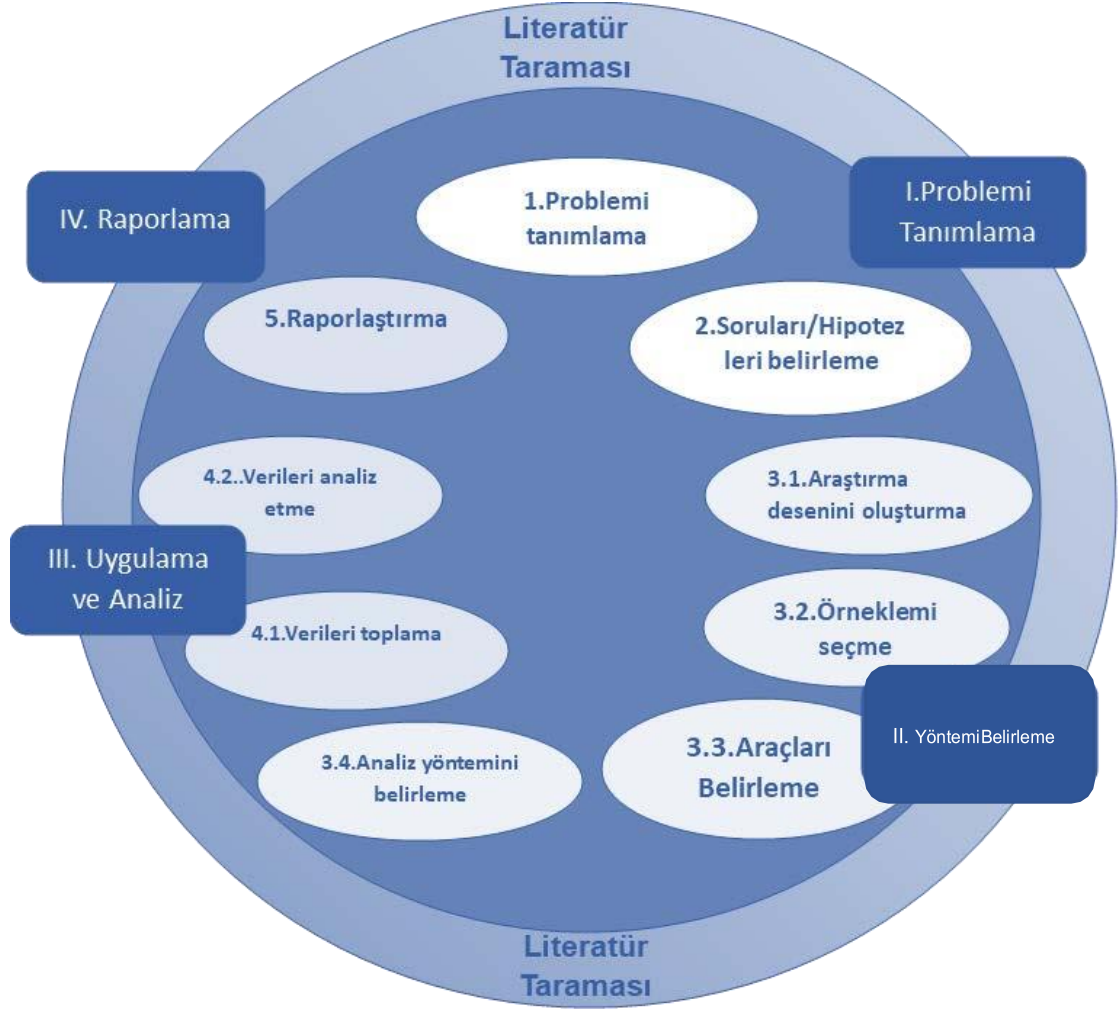 Literatür
Taraması
I.Problemi
Tanımlama
IV. Raporlama
1.Problemi
tanımlama
2.Soruları/Hipotez
leri belirleme
5.Raporlaştırma
3.1.Araştırma
desenini oluşturma
4.2..Verileri analiz
etme
III. Uygulama
ve Analiz
3.2.Örneklemi
seçme
4.1.Verileri toplama
II. YöntemiBelirleme
3.3.Araçları
Belirleme
3.4.Analiz yöntemini
belirleme
Literatür
Taraması